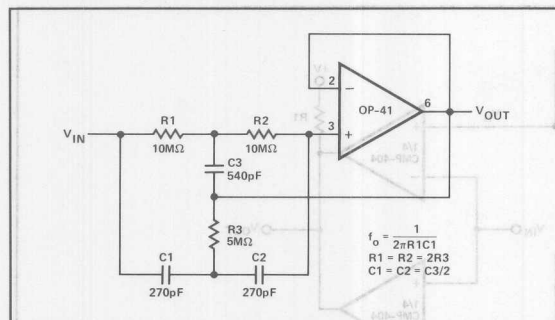 2
−
OP-41
6
V_OUT
3
+
V_IN
R1
10MΩ
R2
10MΩ
C3
540pF
R3
5MΩ
C1
270pF
C2
270pF
f_o = 1
2πR1C1
R1 = R2 = 2R3
C1 = C2 = C3/2